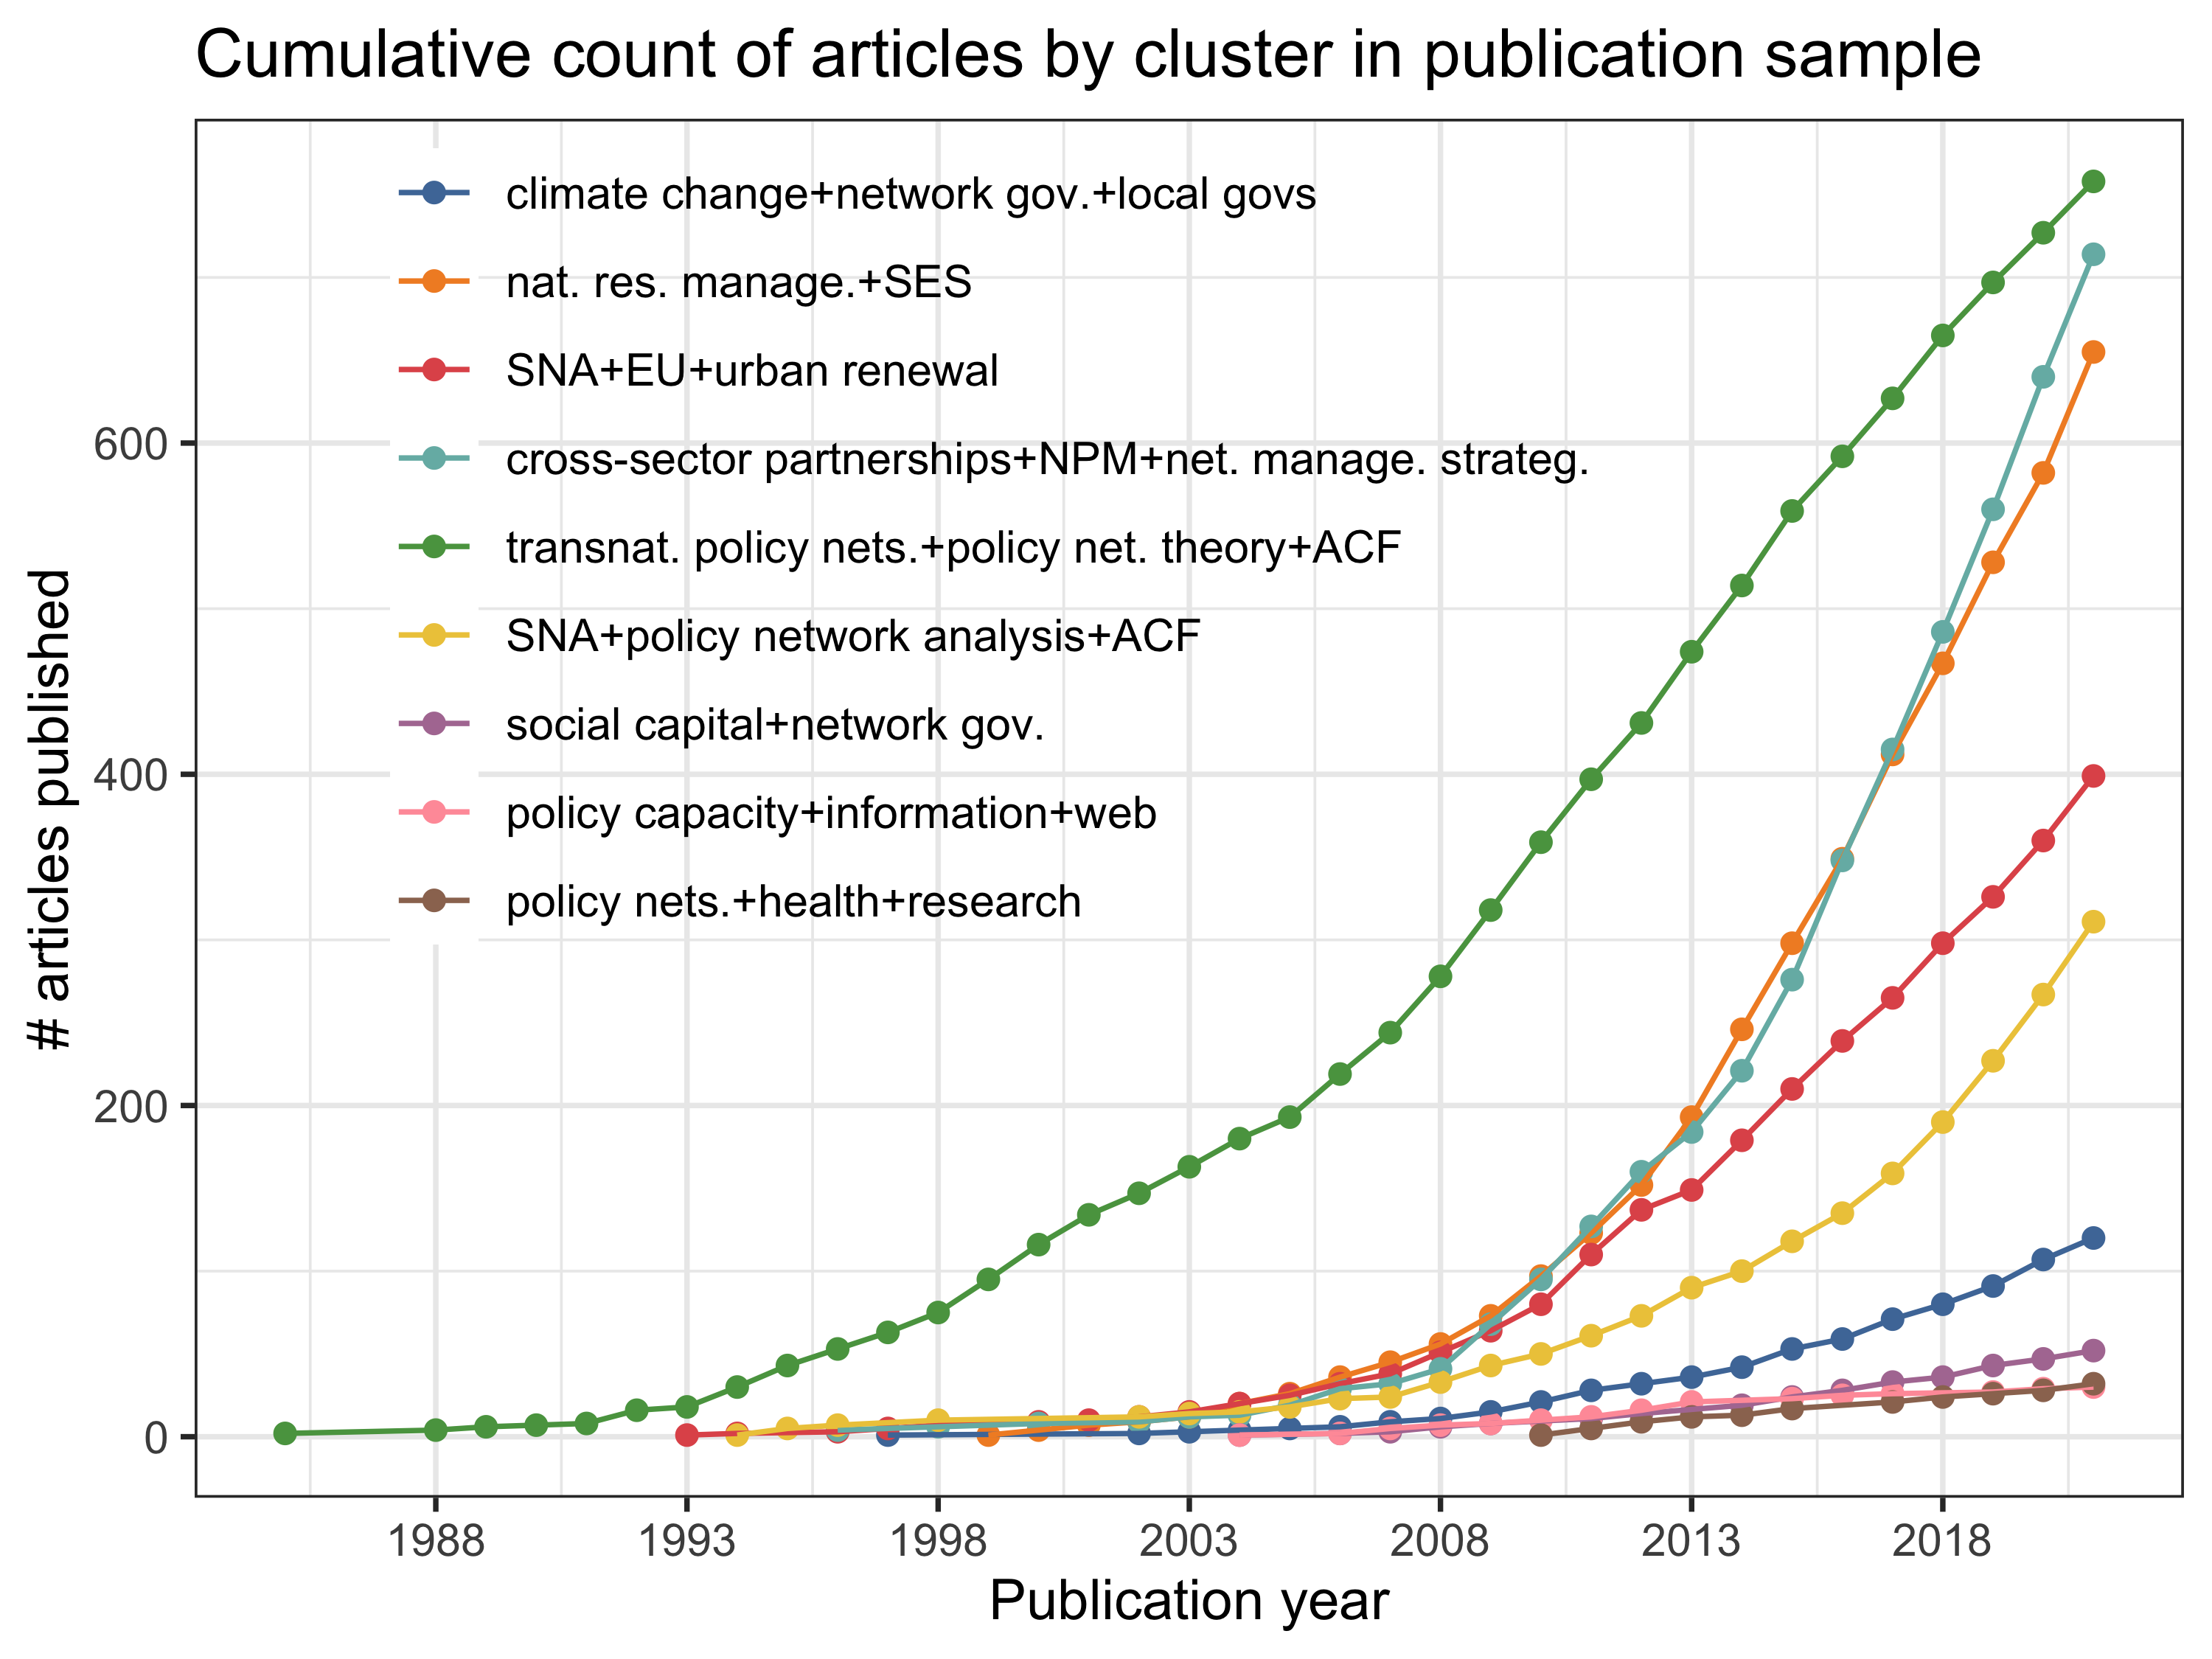 Cumulative count of articles by cluster in publication sample
climate change+network gov.+local govs
nat. res. manage.+SES
SNA+EU+urban renewal
cross-sector partnerships+NPM+net. manage. strateg.
transnat. policy nets.+policy net. theory+ACF
SNA+policy network analysis+ACF
social capital+network gov.
policy capacity+information+web
policy nets.+health+research
# articles published
600
400
200
0
1988 1993 1998 2003 2008 2013 2018
Publication year